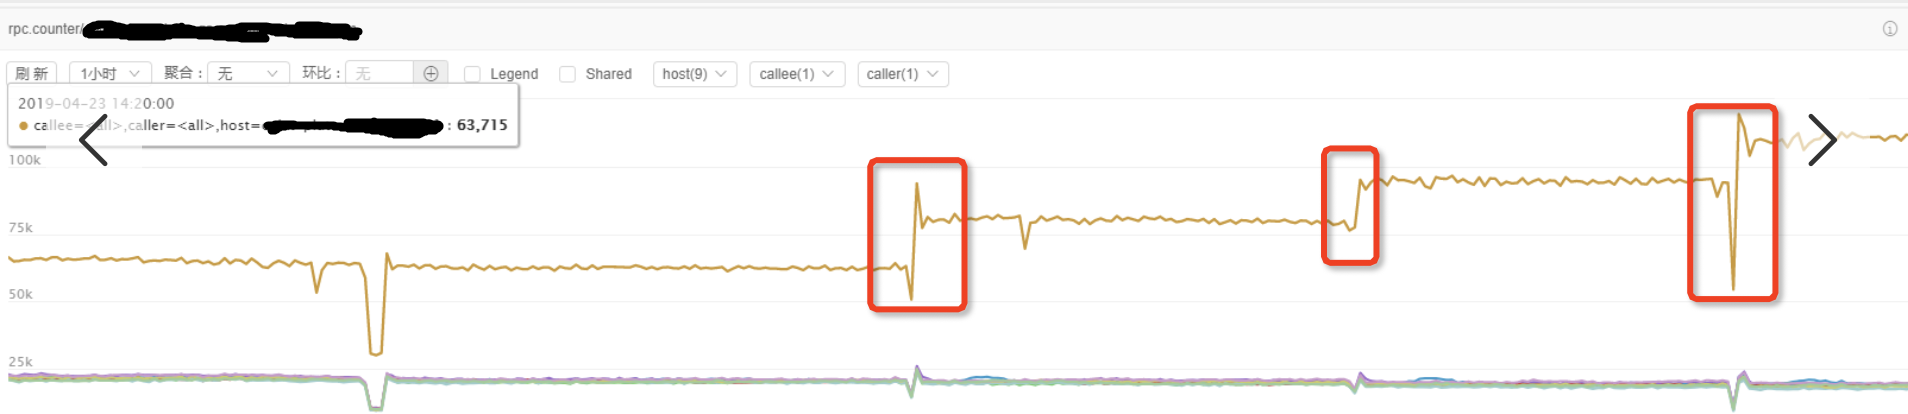 rpc.counter/
刷 新 1小时 聚合： 无 环比： 无 Legend Shared host(9) callee(1) caller(1)
2019-04-23 14:20:00
callee=<all>,caller=<all>,host= : 63,715
100k
75k
50k
25k